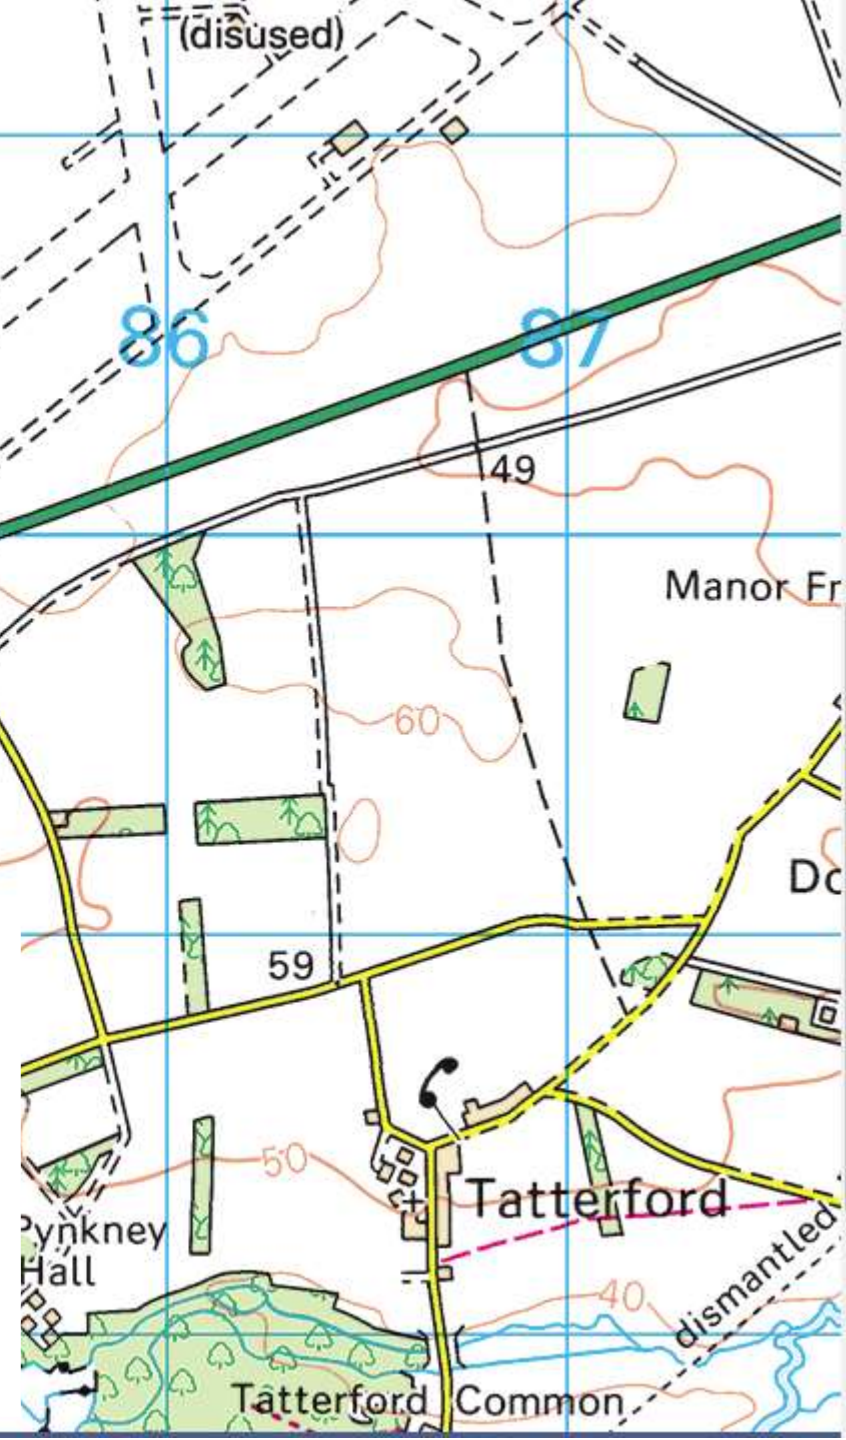 (disused)
86
87
49
Manor Fr
60
Do
59
50
Tatterford
Pynkney
Hall
40
dismantled
Tatterford Common